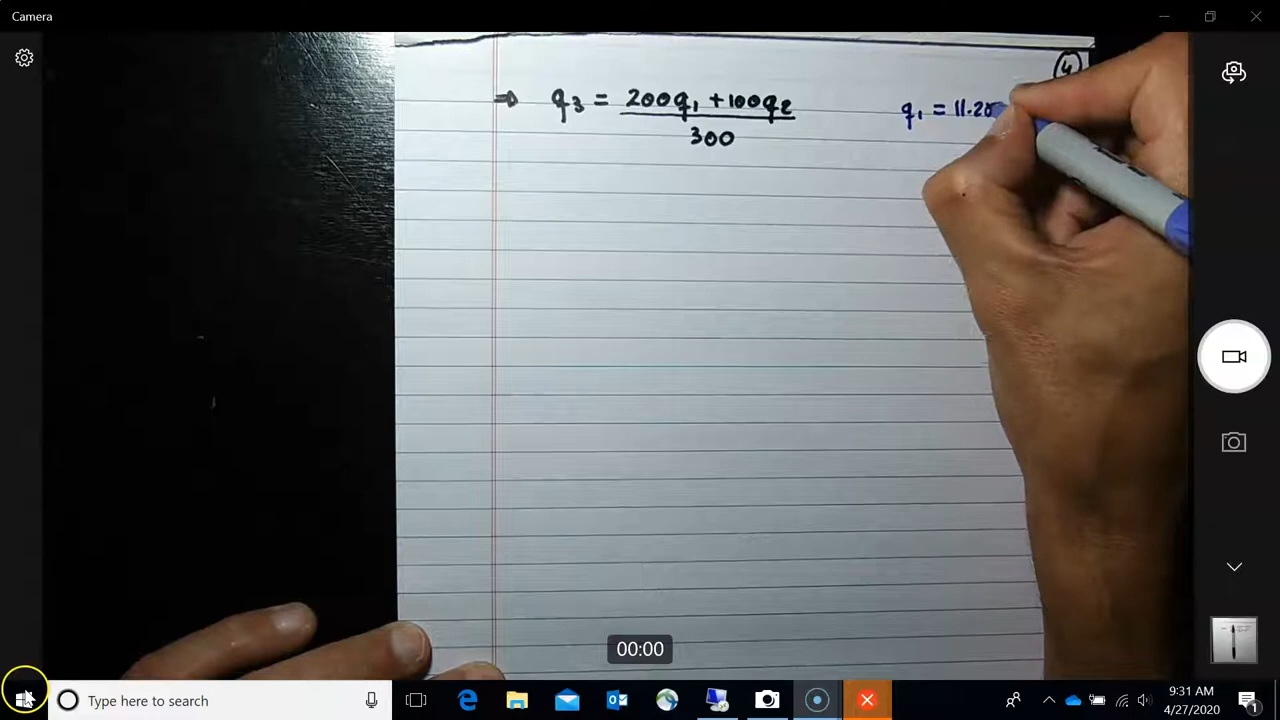 Camera
4
⇒ q₃ = 200q₁ + 100q₂
300
q₁ = 11.20
00:00
Type here to search
9:31 AM
4/27/2020
1